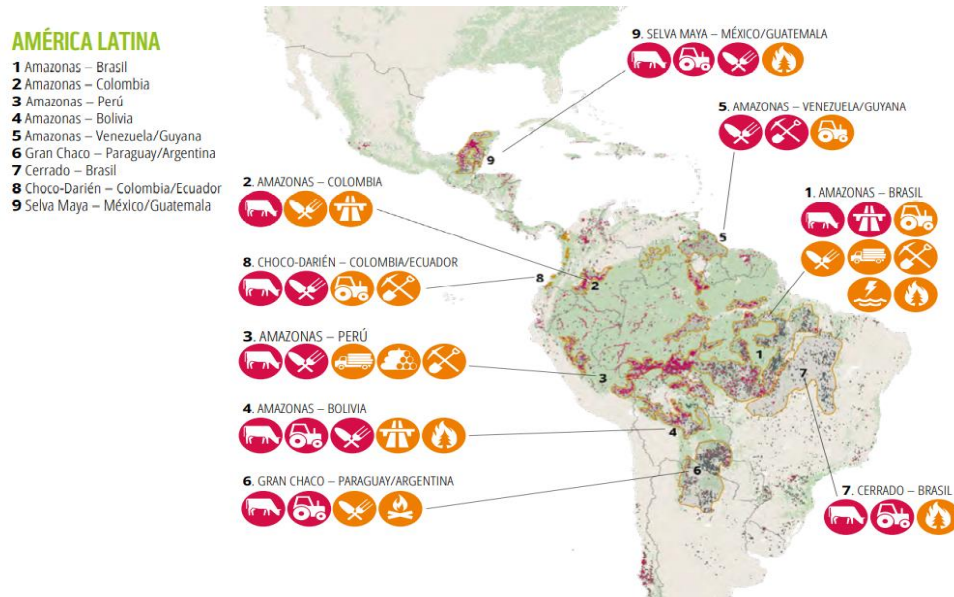 AMÉRICA LATINA
1 Amazonas – Brasil
2 Amazonas – Colombia
3 Amazonas – Perú
4 Amazonas – Bolivia
5 Amazonas – Venezuela/Guyana
6 Gran Chaco – Paraguay/Argentina
7 Cerrado – Brasil
8 Choco-Darién – Colombia/Ecuador
9 Selva Maya – México/Guatemala
9. SELVA MAYA – MÉXICO/GUATEMALA
5. AMAZONAS – VENEZUELA/GUYANA
2. AMAZONAS – COLOMBIA
1. AMAZONAS – BRASIL
8. CHOCO-DARIÉN – COLOMBIA/ECUADOR
3. AMAZONAS – PERÚ
4. AMAZONAS – BOLIVIA
6. GRAN CHACO – PARAGUAY/ARGENTINA
7. CERRADO – BRASIL
9
5
8
2
1
7
3
4
6